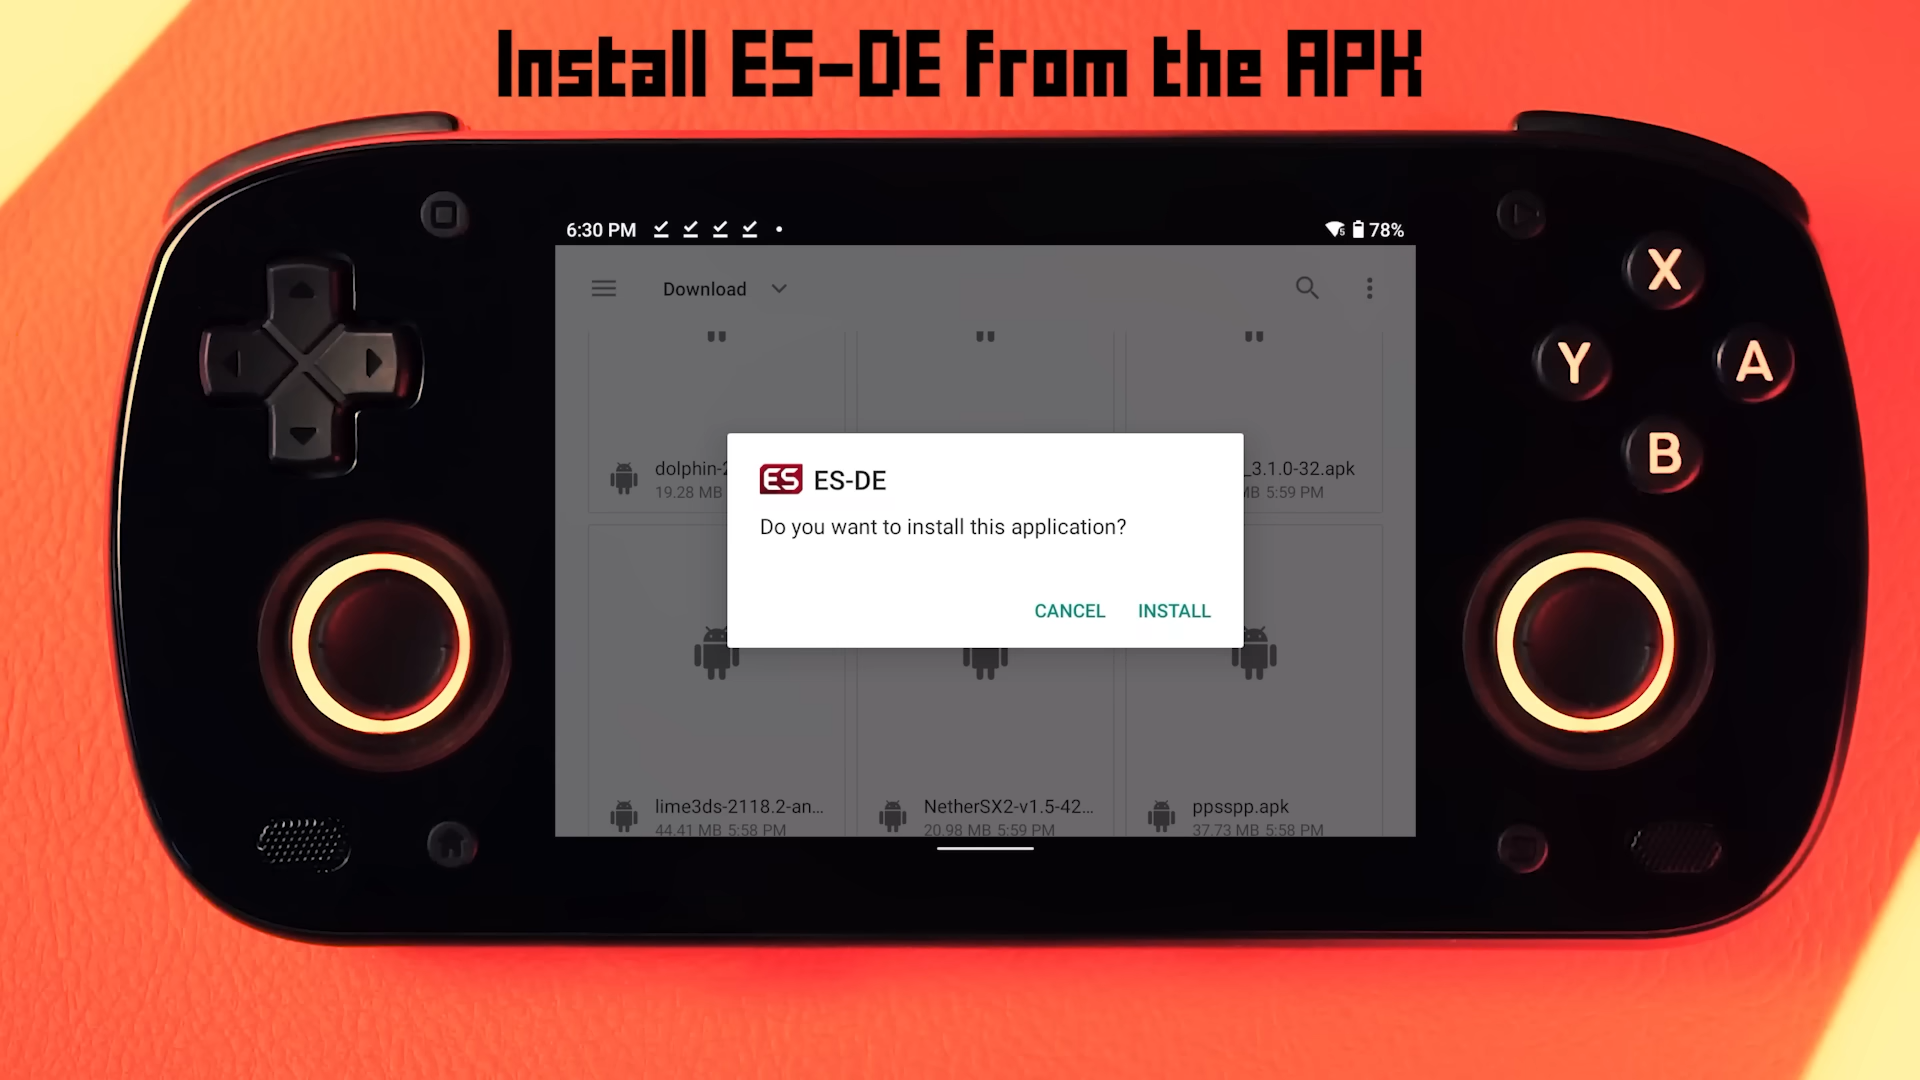 Install ES-DE from the APK
6:30 PM
5
78%
Download
X
Y
A
B
dolphin-2
19.28 MB
_3.1.0-32.apk
MB 5:59 PM
ES ES-DE
Do you want to install this application?
CANCEL INSTALL
lime3ds-2118.2-an...
44.41 MB 5:58 PM
NetherSX2-v1.5-42...
20.98 MB 5:59 PM
ppsspp.apk
37.73 MB 5:58 PM